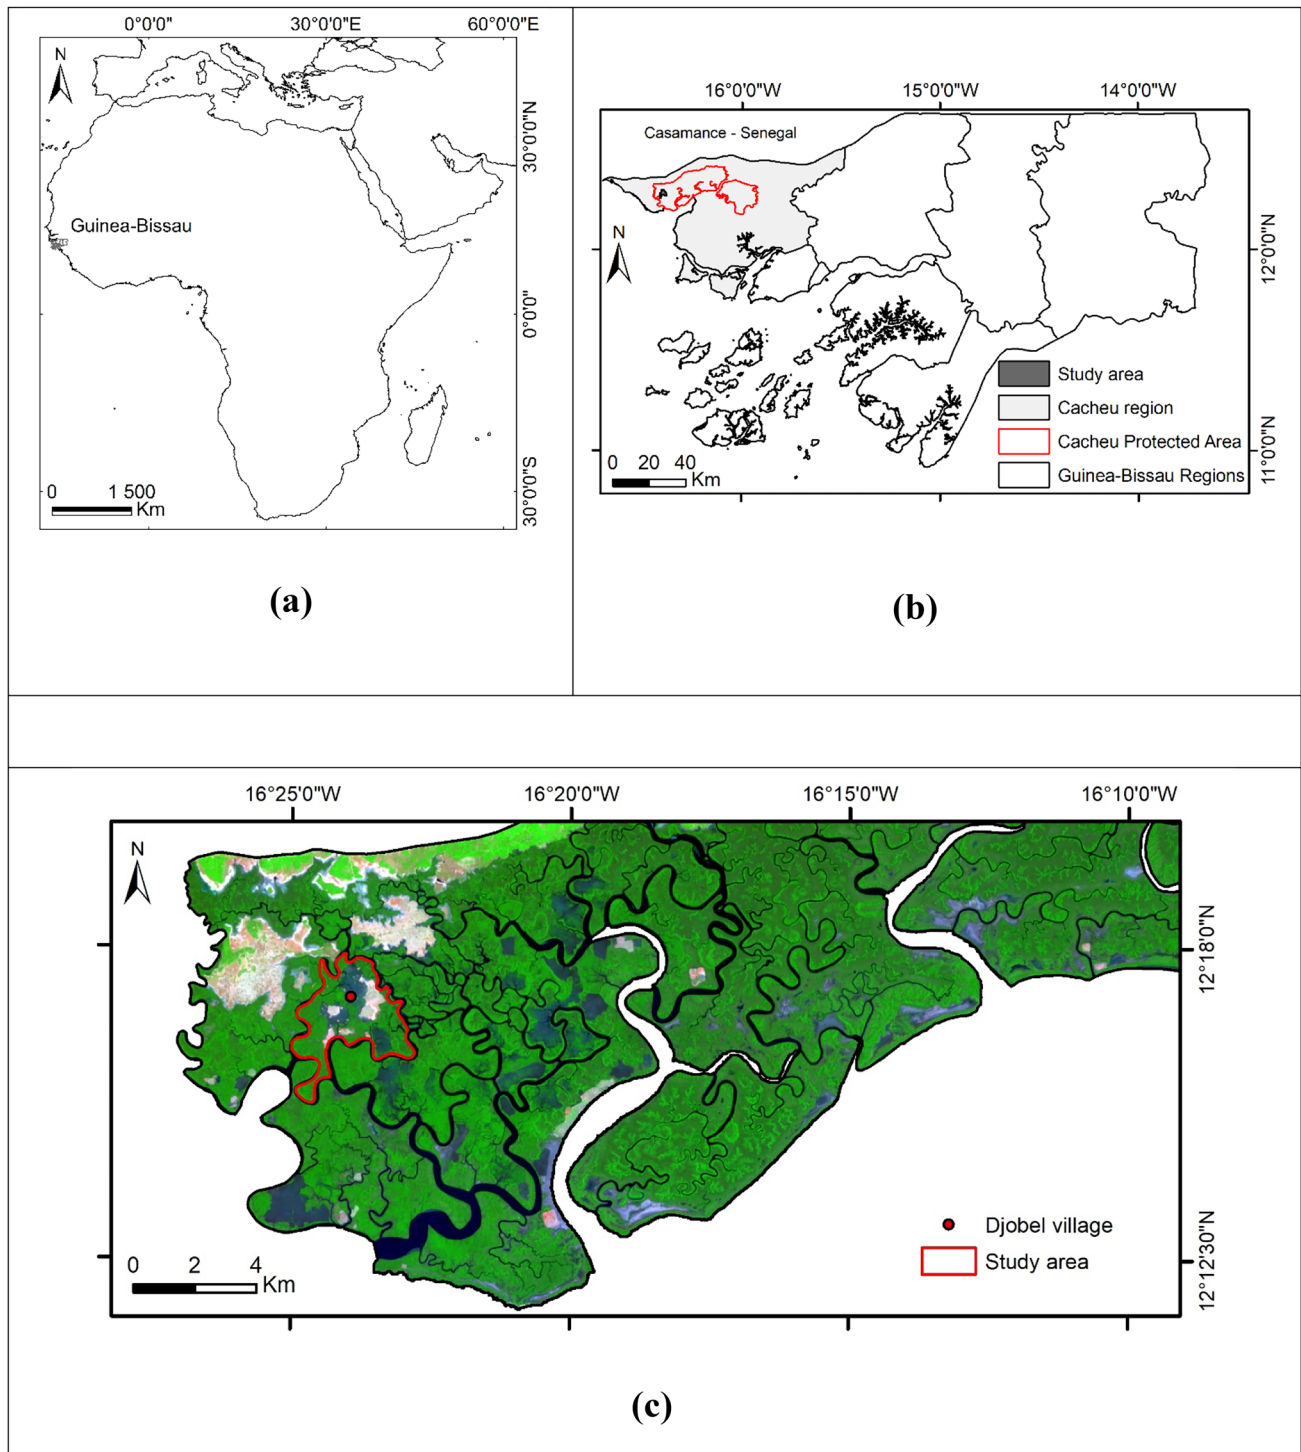 0°0'0"
30°0'0"E
60°0'0"E
N
30°0'0"N
Guinea-Bissau
0°0'0"
0
1 500
Km
30°0'0"S
(a)
16°0'0"W
15°0'0"W
14°0'0"W
Casamance - Senegal
N
12°0'0"N
Study area
Cacheu region
Cacheu Protected Area
Guinea-Bissau Regions
0
20
40
Km
11°0'0"N
(b)
16°25'0"W
16°20'0"W
16°15'0"W
16°10'0"W
N
12°18'0"N
Djobel village
Study area
0
2
4
Km
12°12'30"N
(c)